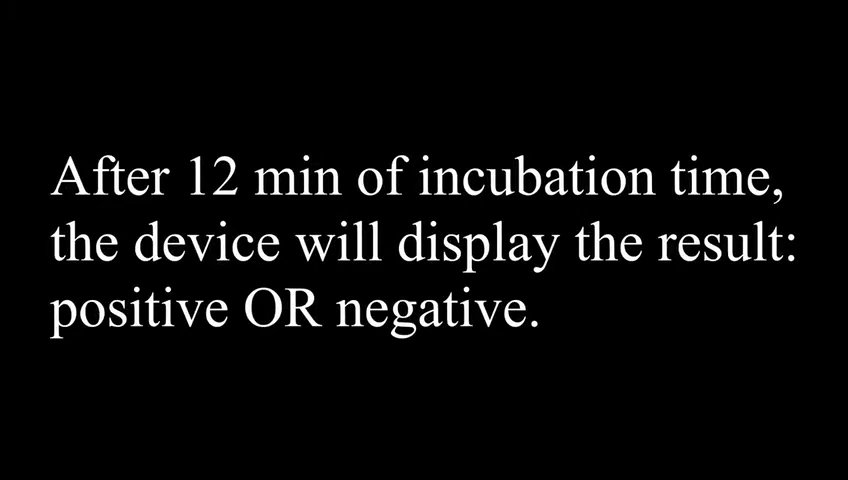 After 12 min of incubation time,
the device will display the result:
positive OR negative.